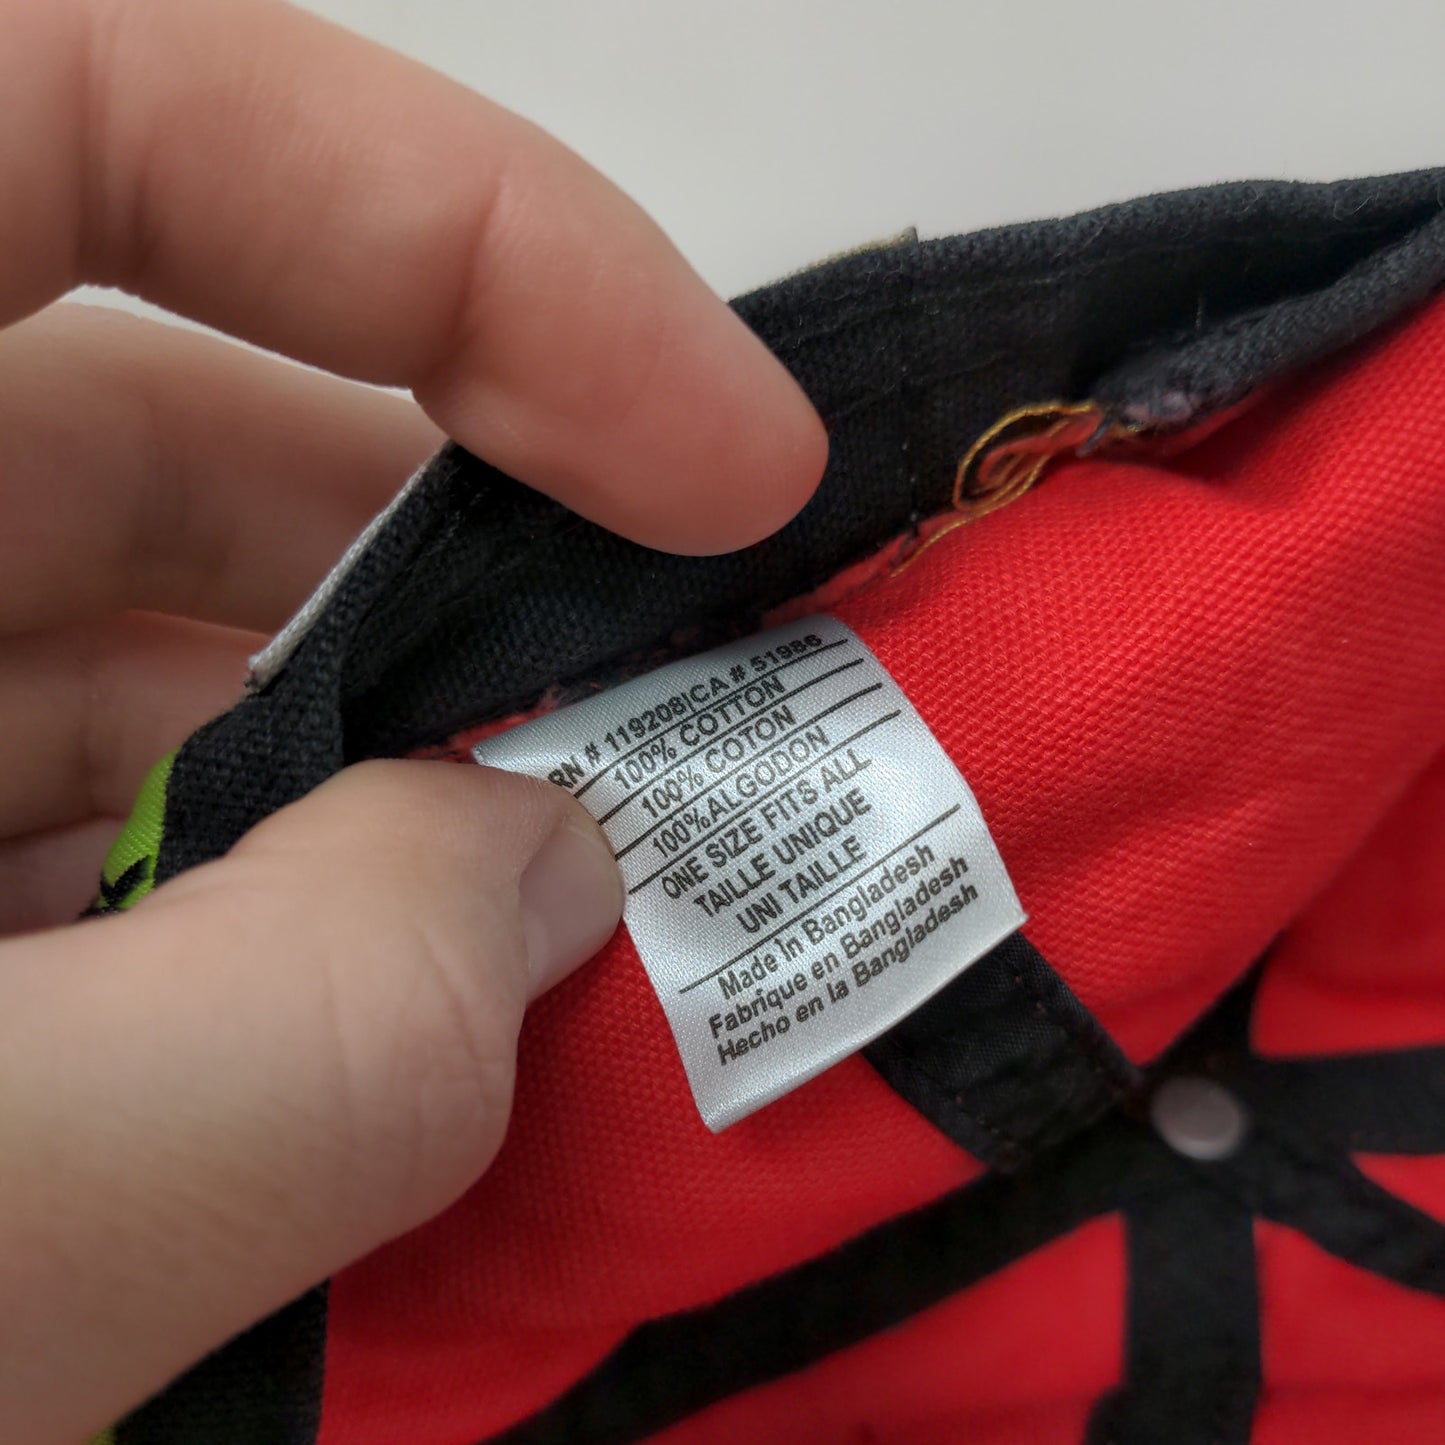 RN # 119208|CA # 51986
100% COTTON
100% COTON
100%ALGODON
ONE SIZE FITS ALL
TAILLE UNIQUE
UNI TAILLE
Made in Bangladesh
Fabrique en Bangladesh
Hecho en la Bangladesh